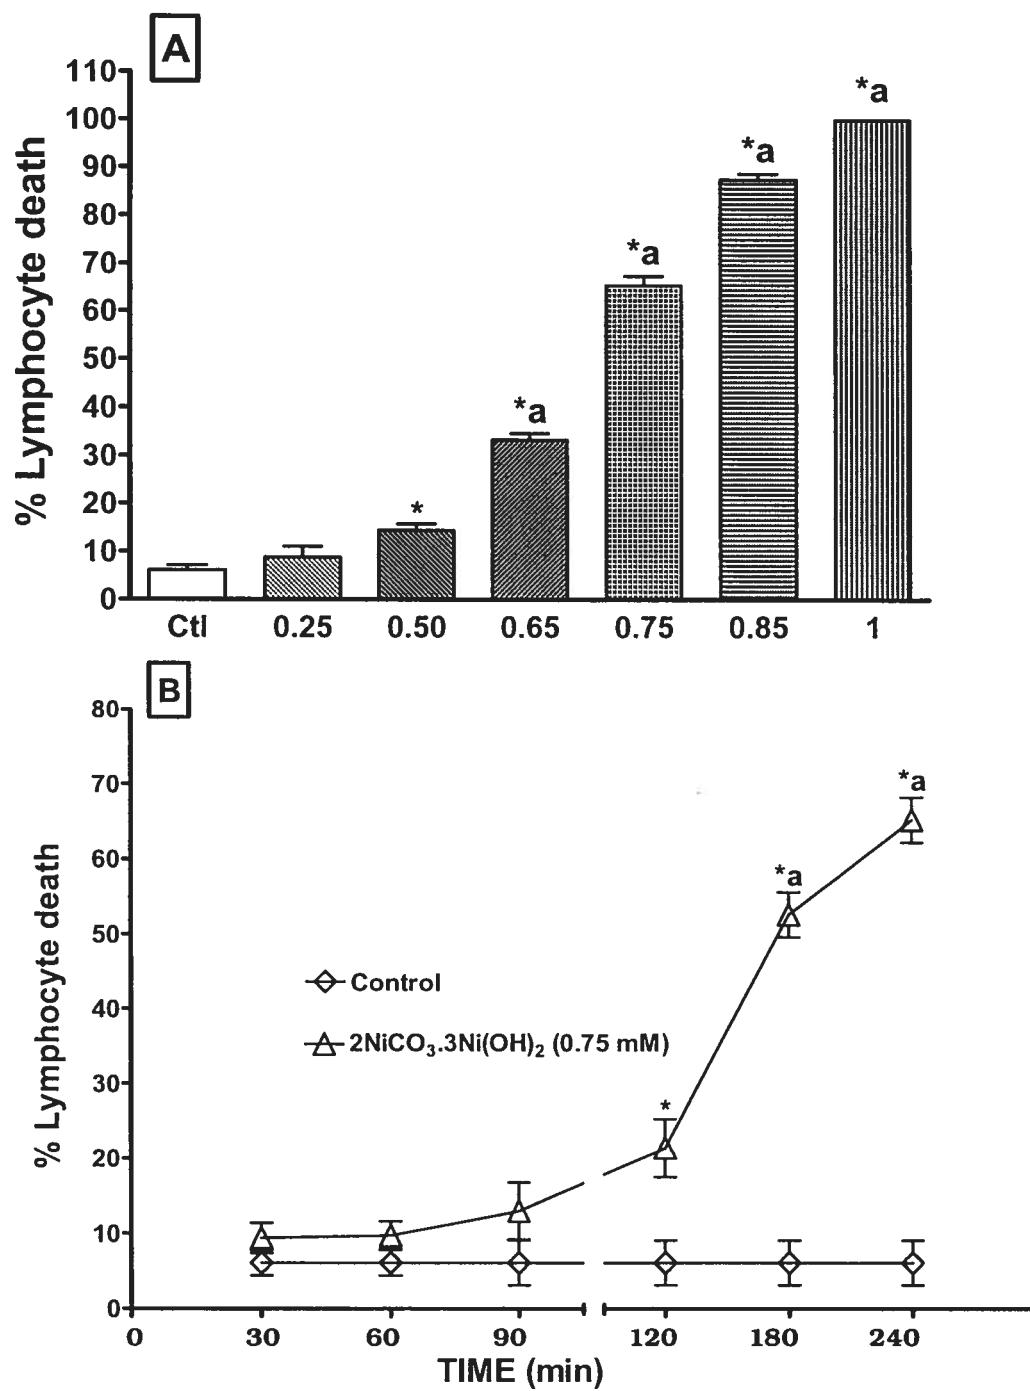 A
% Lymphocyte death
110
100
90
80
70
60
50
40
30
20
10
0
*
*a
*a
*a
*a
Ctl 0.25 0.50 0.65 0.75 0.85 1
B
% Lymphocyte death
80
70
60
50
40
30
20
10
0
Control
2NiCO₃.3Ni(OH)₂ (0.75 mM)
*
*a
*a
0 30 60 90 120 180 240
TIME (min)